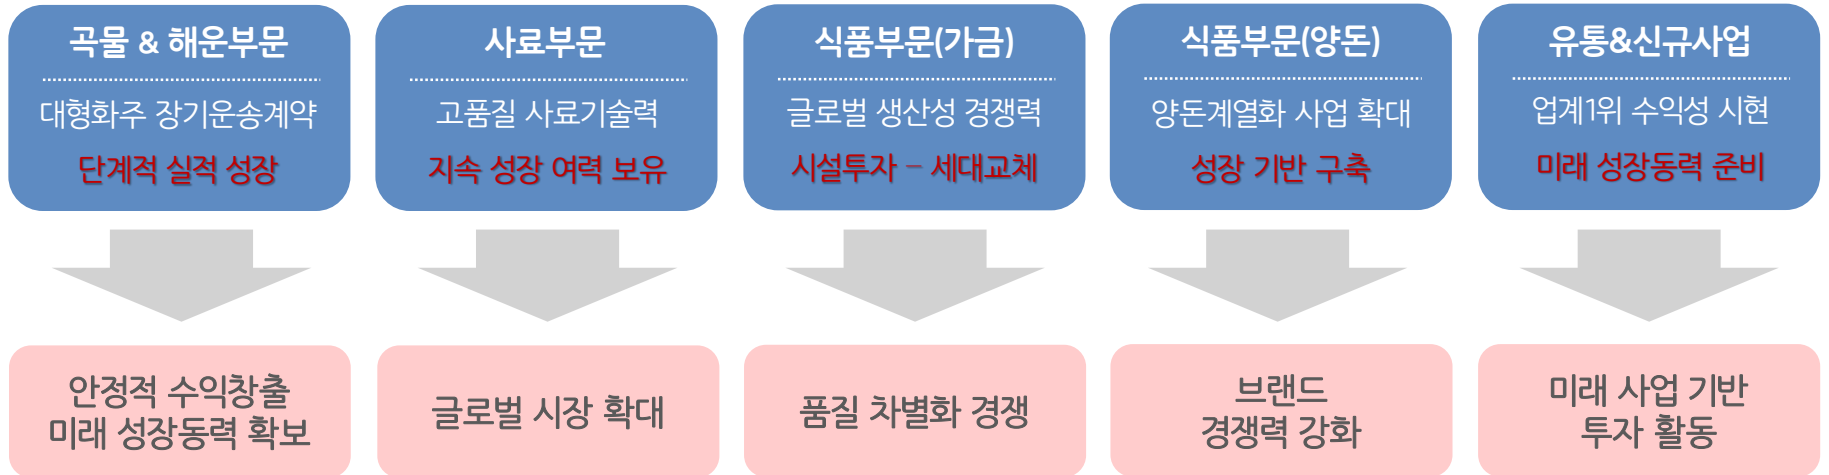 곡물 & 해운부문
대형화주 장기운송계약
단계적 실적 성장
안정적 수익창출
미래 성장동력 확보
사료부문
고품질 사료기술력
지속 성장 여력 보유
글로벌 시장 확대
식품부문(가금)
글로벌 생산성 경쟁력
시설투자 – 세대교체
품질 차별화 경쟁
식품부문(양돈)
양돈계열화 사업 확대
성장 기반 구축
브랜드
경쟁력 강화
유통&신규사업
업계1위 수익성 시현
미래 성장동력 준비
미래 사업 기반
투자 활동